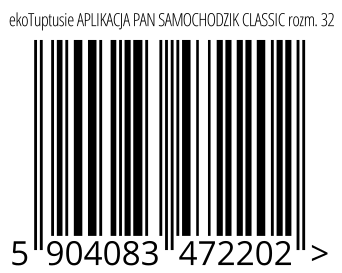 ekoTuptusie APLIKACJA PAN SAMOCHODZIK CLASSIC rozm. 32
5 904083 472202 >